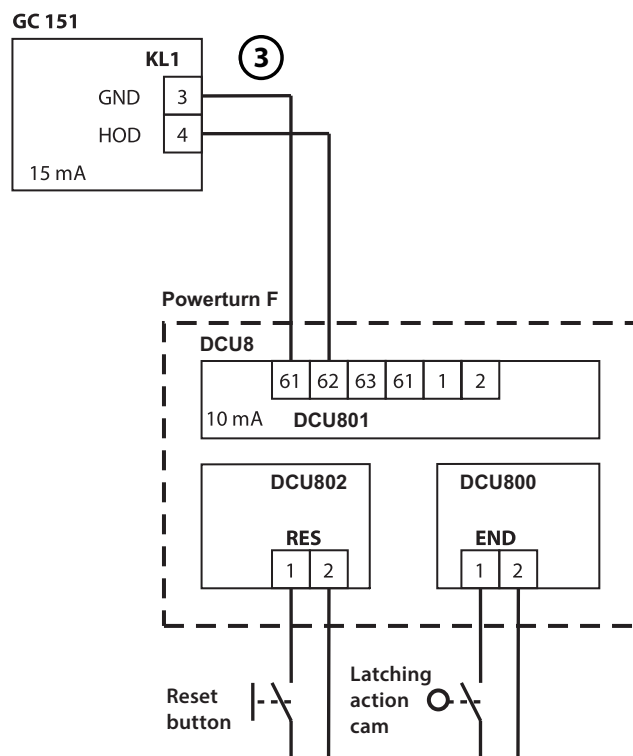 GC 151
KL1
3
GND 3
HOD 4
15 mA
Powerturn F
DCU8
61 62 63 61 1 2
10 mA DCU801
DCU802 DCU800
RES END
1 2 1 2
Reset
button
Latching
action
cam